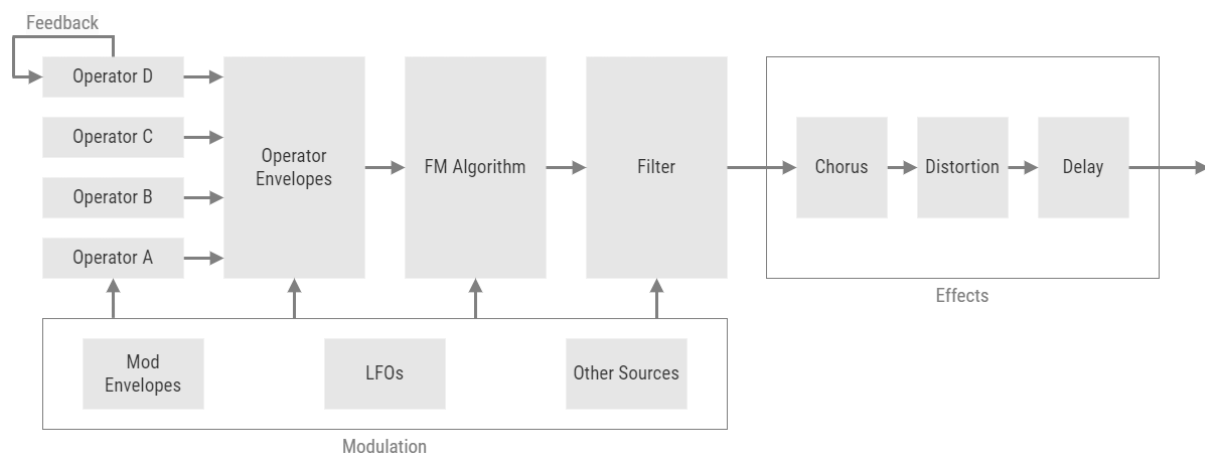 Feedback
Operator D
Operator C
Operator B
Operator A
Operator
Envelopes
FM Algorithm
Filter
Chorus
Distortion
Delay
Effects
Mod
Envelopes
LFOs
Other Sources
Modulation